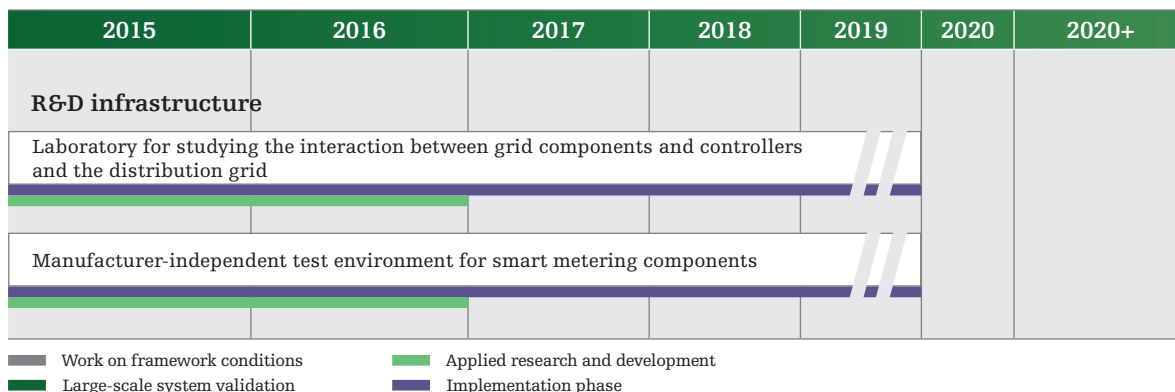 2015 2016 2017 2018 2019 2020 2020+
R&D infrastructure
Laboratory for studying the interaction between grid components and controllers
and the distribution grid
Manufacturer-independent test environment for smart metering components
Work on framework conditions
Applied research and development
Large-scale system validation
Implementation phase